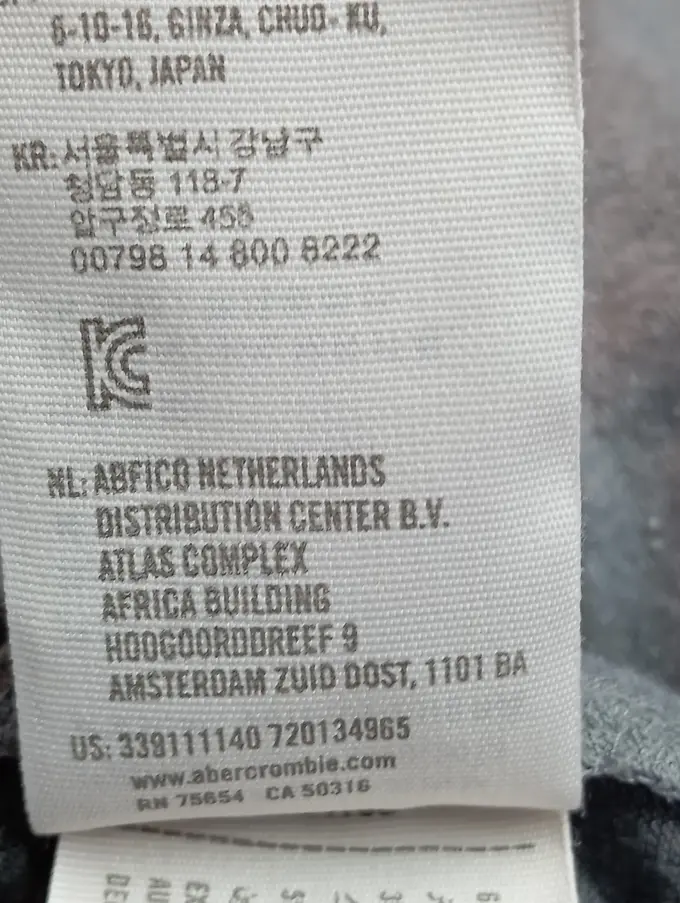 6-10-16, GINZA, CHUO-KU,
TOKYO, JAPAN
KR: 서울특별시 강남구
청담동 118-7
압구정로 458
00798 14 800 8222
KC
NL: ABFICO NETHERLANDS
DISTRIBUTION CENTER B.V.
ATLAS COMPLEX
AFRICA BUILDING
HOOGOORDDREEF 9
AMSTERDAM ZUID OOST, 1101 BA
US: 339111140 720134965
www.abercrombie.com
RN 75654 CA 50316